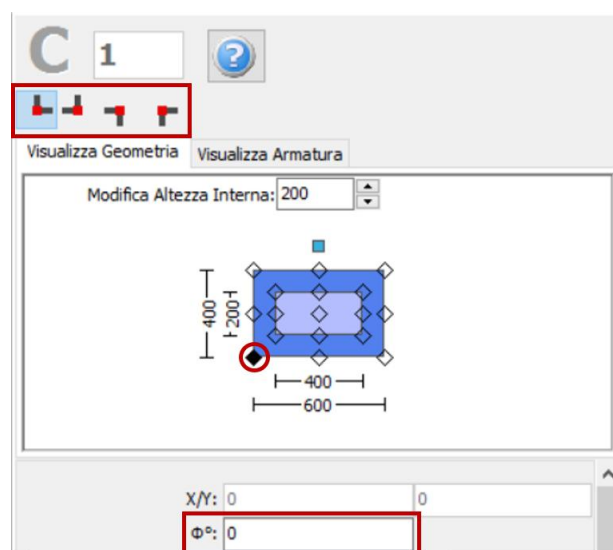 C 1 ?
Visualizza Geometria Visualizza Armatura
Modifica Altezza Interna: 200
400
200
400
600
X/Y: 0 0
Φ°: 0